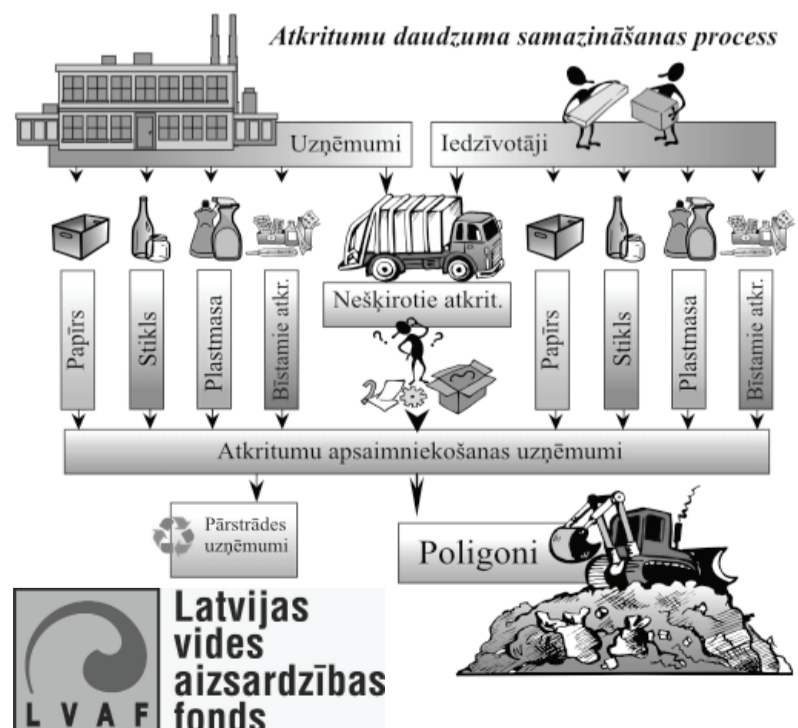 Atkritumu daudzuma samazināšanas process
Uzņēmumi
Iedzīvotāji
Nešķirotie atkrit.
Papīrs
Stikls
Plastmasa
Bīstamie atkr.
? ?
Papīrs
Stikls
Plastmasa
Bīstamie atkr.
Atkritumu apsaimniekošanas uzņēmumi
Pārstrādes
uzņēmumi
Poligoni
LVAF
Latvijas
vides
aizsardzības
fonds